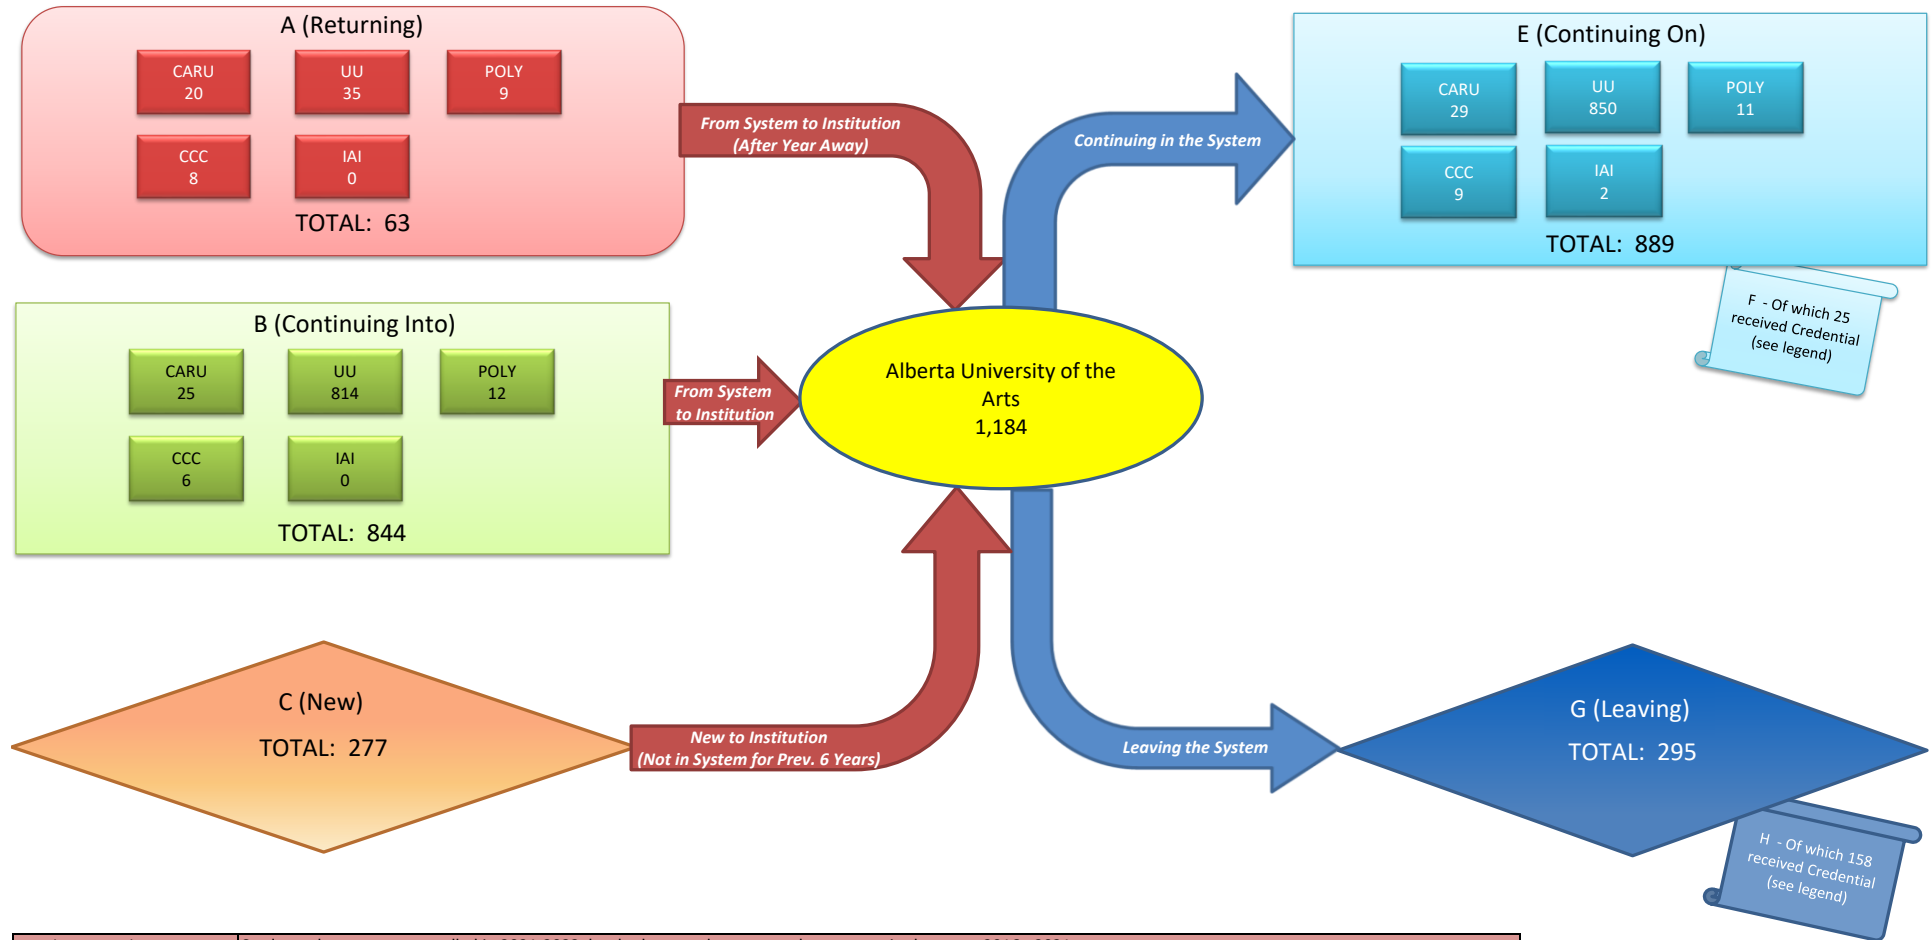 A (Returning)
CARU
20
UU
35
POLY
9
CCC
8
IAI
0
TOTAL: 63
From System to Institution
(After Year Away)
B (Continuing Into)
CARU
25
UU
814
POLY
12
CCC
6
IAI
0
TOTAL: 844
From System
to Institution
C (New)
TOTAL: 277
New to Institution
(Not in System for Prev. 6 Years)
Alberta University of the
Arts
1,184
Continuing in the System
E (Continuing On)
CARU
29
UU
850
POLY
11
CCC
9
IAI
2
TOTAL: 889
F - Of which 25
received Credential
(see legend)
Leaving the System
G (Leaving)
TOTAL: 295
H - Of which 158
received Credential
(see legend)